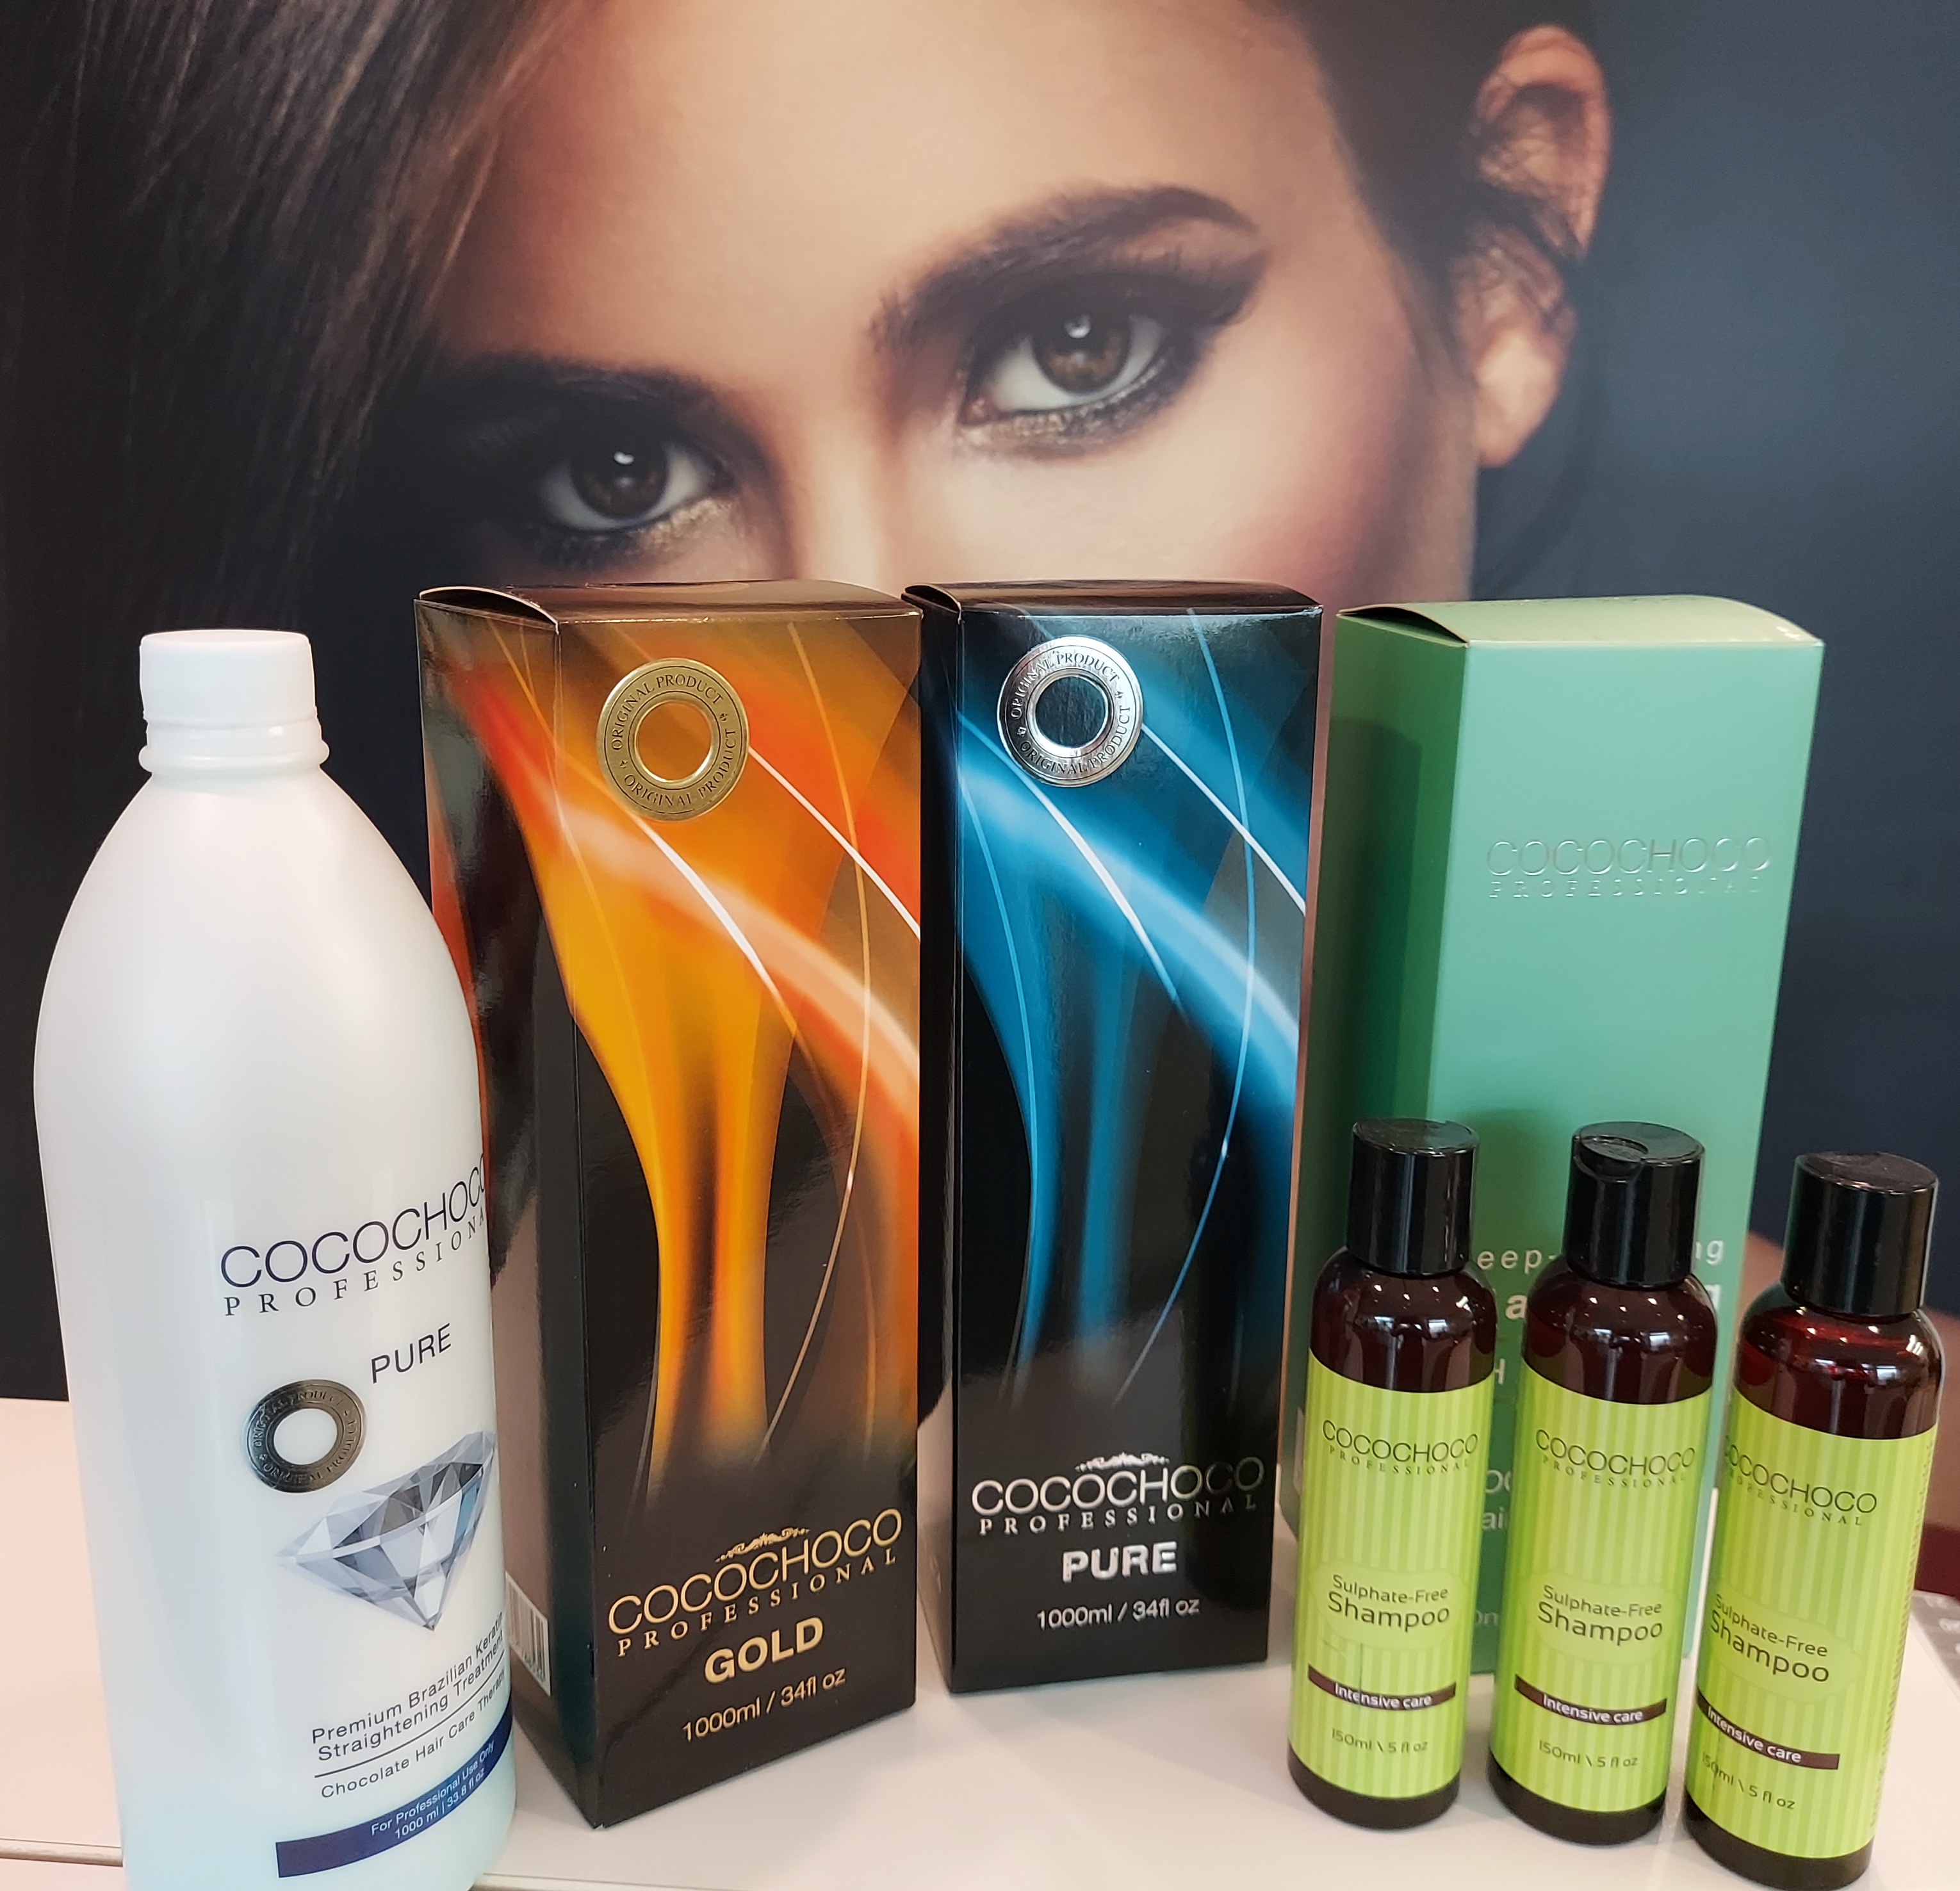 COCOCHOCO
PROFESSIONAL
PURE
ORIGINAL PRODUCT
ORIGINAL PRODUCT
Premium Brazilian Keratin
Straightening Treatment
Chocolate Hair Care Therapy
For Professional Use Only
1000 ml | 33.8 fl oz
ORIGINAL PRODUCT
ORIGINAL PRODUCT
COCOCHOCO
PROFESSIONAL
GOLD
1000ml / 34fl oz
ORIGINAL PRODUCT
ORIGINAL PRODUCT
COCOCHOCO
PROFESSIONAL
PURE
1000ml / 34fl oz
COCOCHOCO
PROFESSIONAL
COCOCHOCO
PROFESSIONAL
Sulphate-Free
Shampoo
Intensive care
150ml \ 5 fl oz
COCOCHOCO
PROFESSIONAL
Sulphate-Free
Shampoo
Intensive care
150ml \ 5 fl oz
COCOCHOCO
PROFESSIONAL
Sulphate-Free
Shampoo
Intensive care
150ml \ 5 fl oz